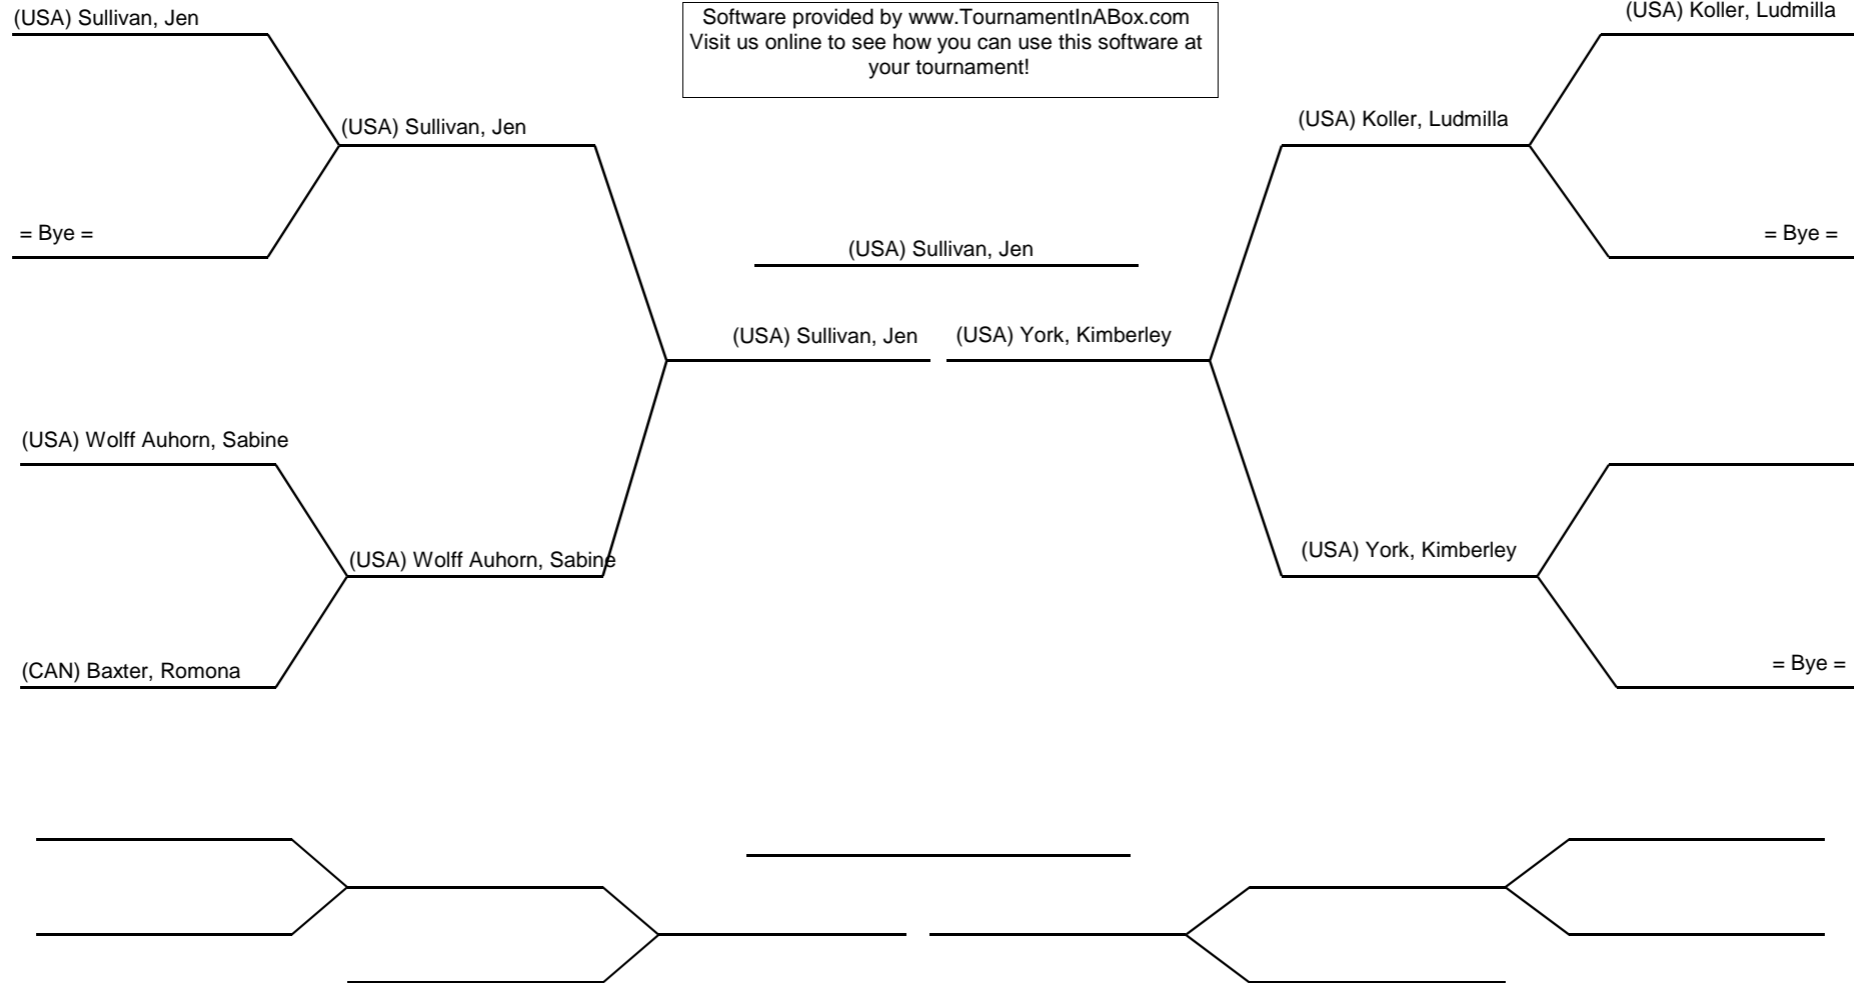 (USA) Sullivan, Jen
Software provided by www.TournamentInABox.com
Visit us online to see how you can use this software at
your tournament!
(USA) Koller, Ludmilla
(USA) Sullivan, Jen
(USA) Koller, Ludmilla
= Bye =
= Bye =
(USA) Sullivan, Jen
(USA) Sullivan, Jen
(USA) York, Kimberley
(USA) Wolff Auhorn, Sabine
(USA) Wolff Auhorn, Sabine
(USA) York, Kimberley
(CAN) Baxter, Romona
= Bye =